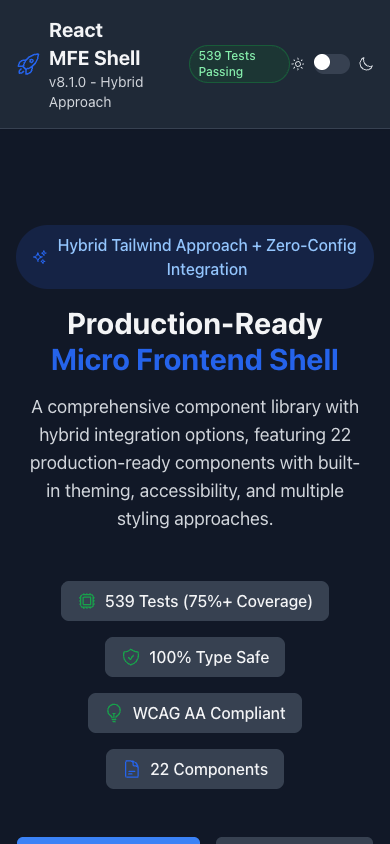 React
MFE Shell
v8.1.0 - Hybrid
Approach
539 Tests
Passing
Hybrid Tailwind Approach + Zero-Config
Integration
Production-Ready
Micro Frontend Shell
A comprehensive component library with
hybrid integration options, featuring 22
production-ready components with built-
in theming, accessibility, and multiple
styling approaches.
539 Tests (75%+ Coverage)
100% Type Safe
WCAG AA Compliant
22 Components